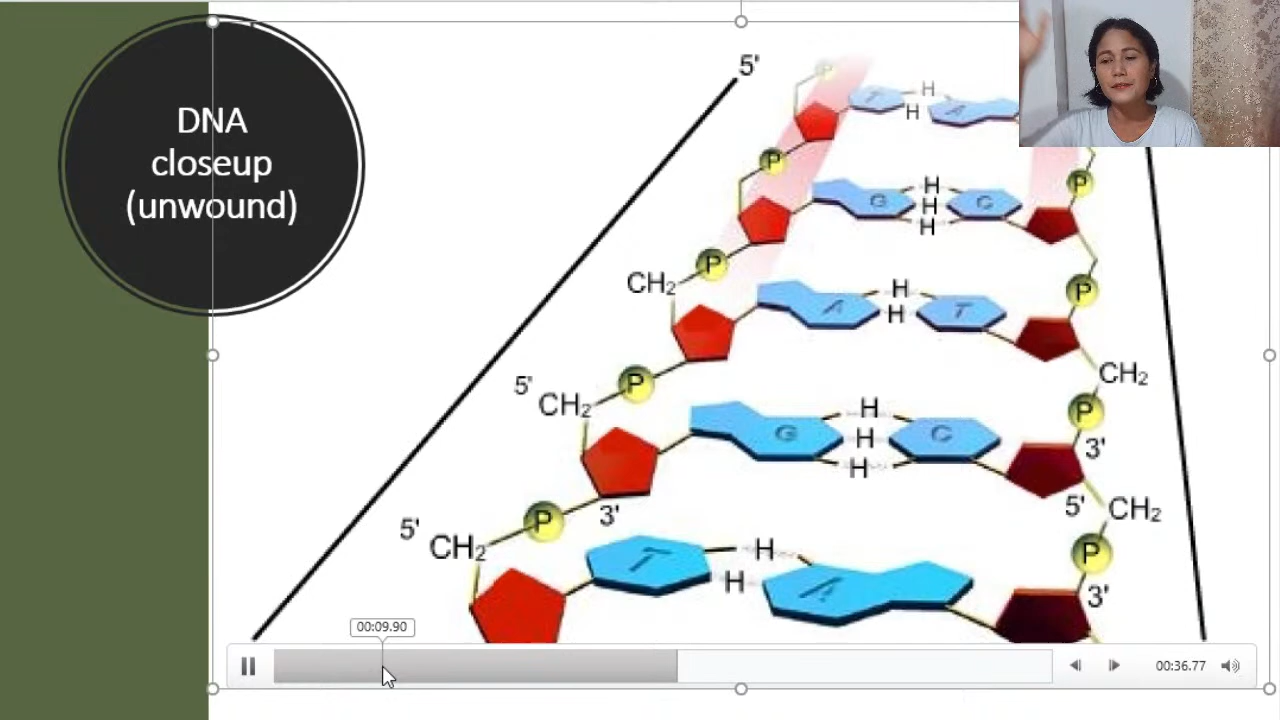 DNA
closeup
(unwound)
5'
P
T H A
H
P
P
G H C
H
H
P
CH₂
P
A H T
H
CH₂
5'
P
CH₂
P
H
G H C
H
3'
5'
CH₂
3'
5'
P
CH₂
P
T H A
H
3'
00:09.90
00:36.77